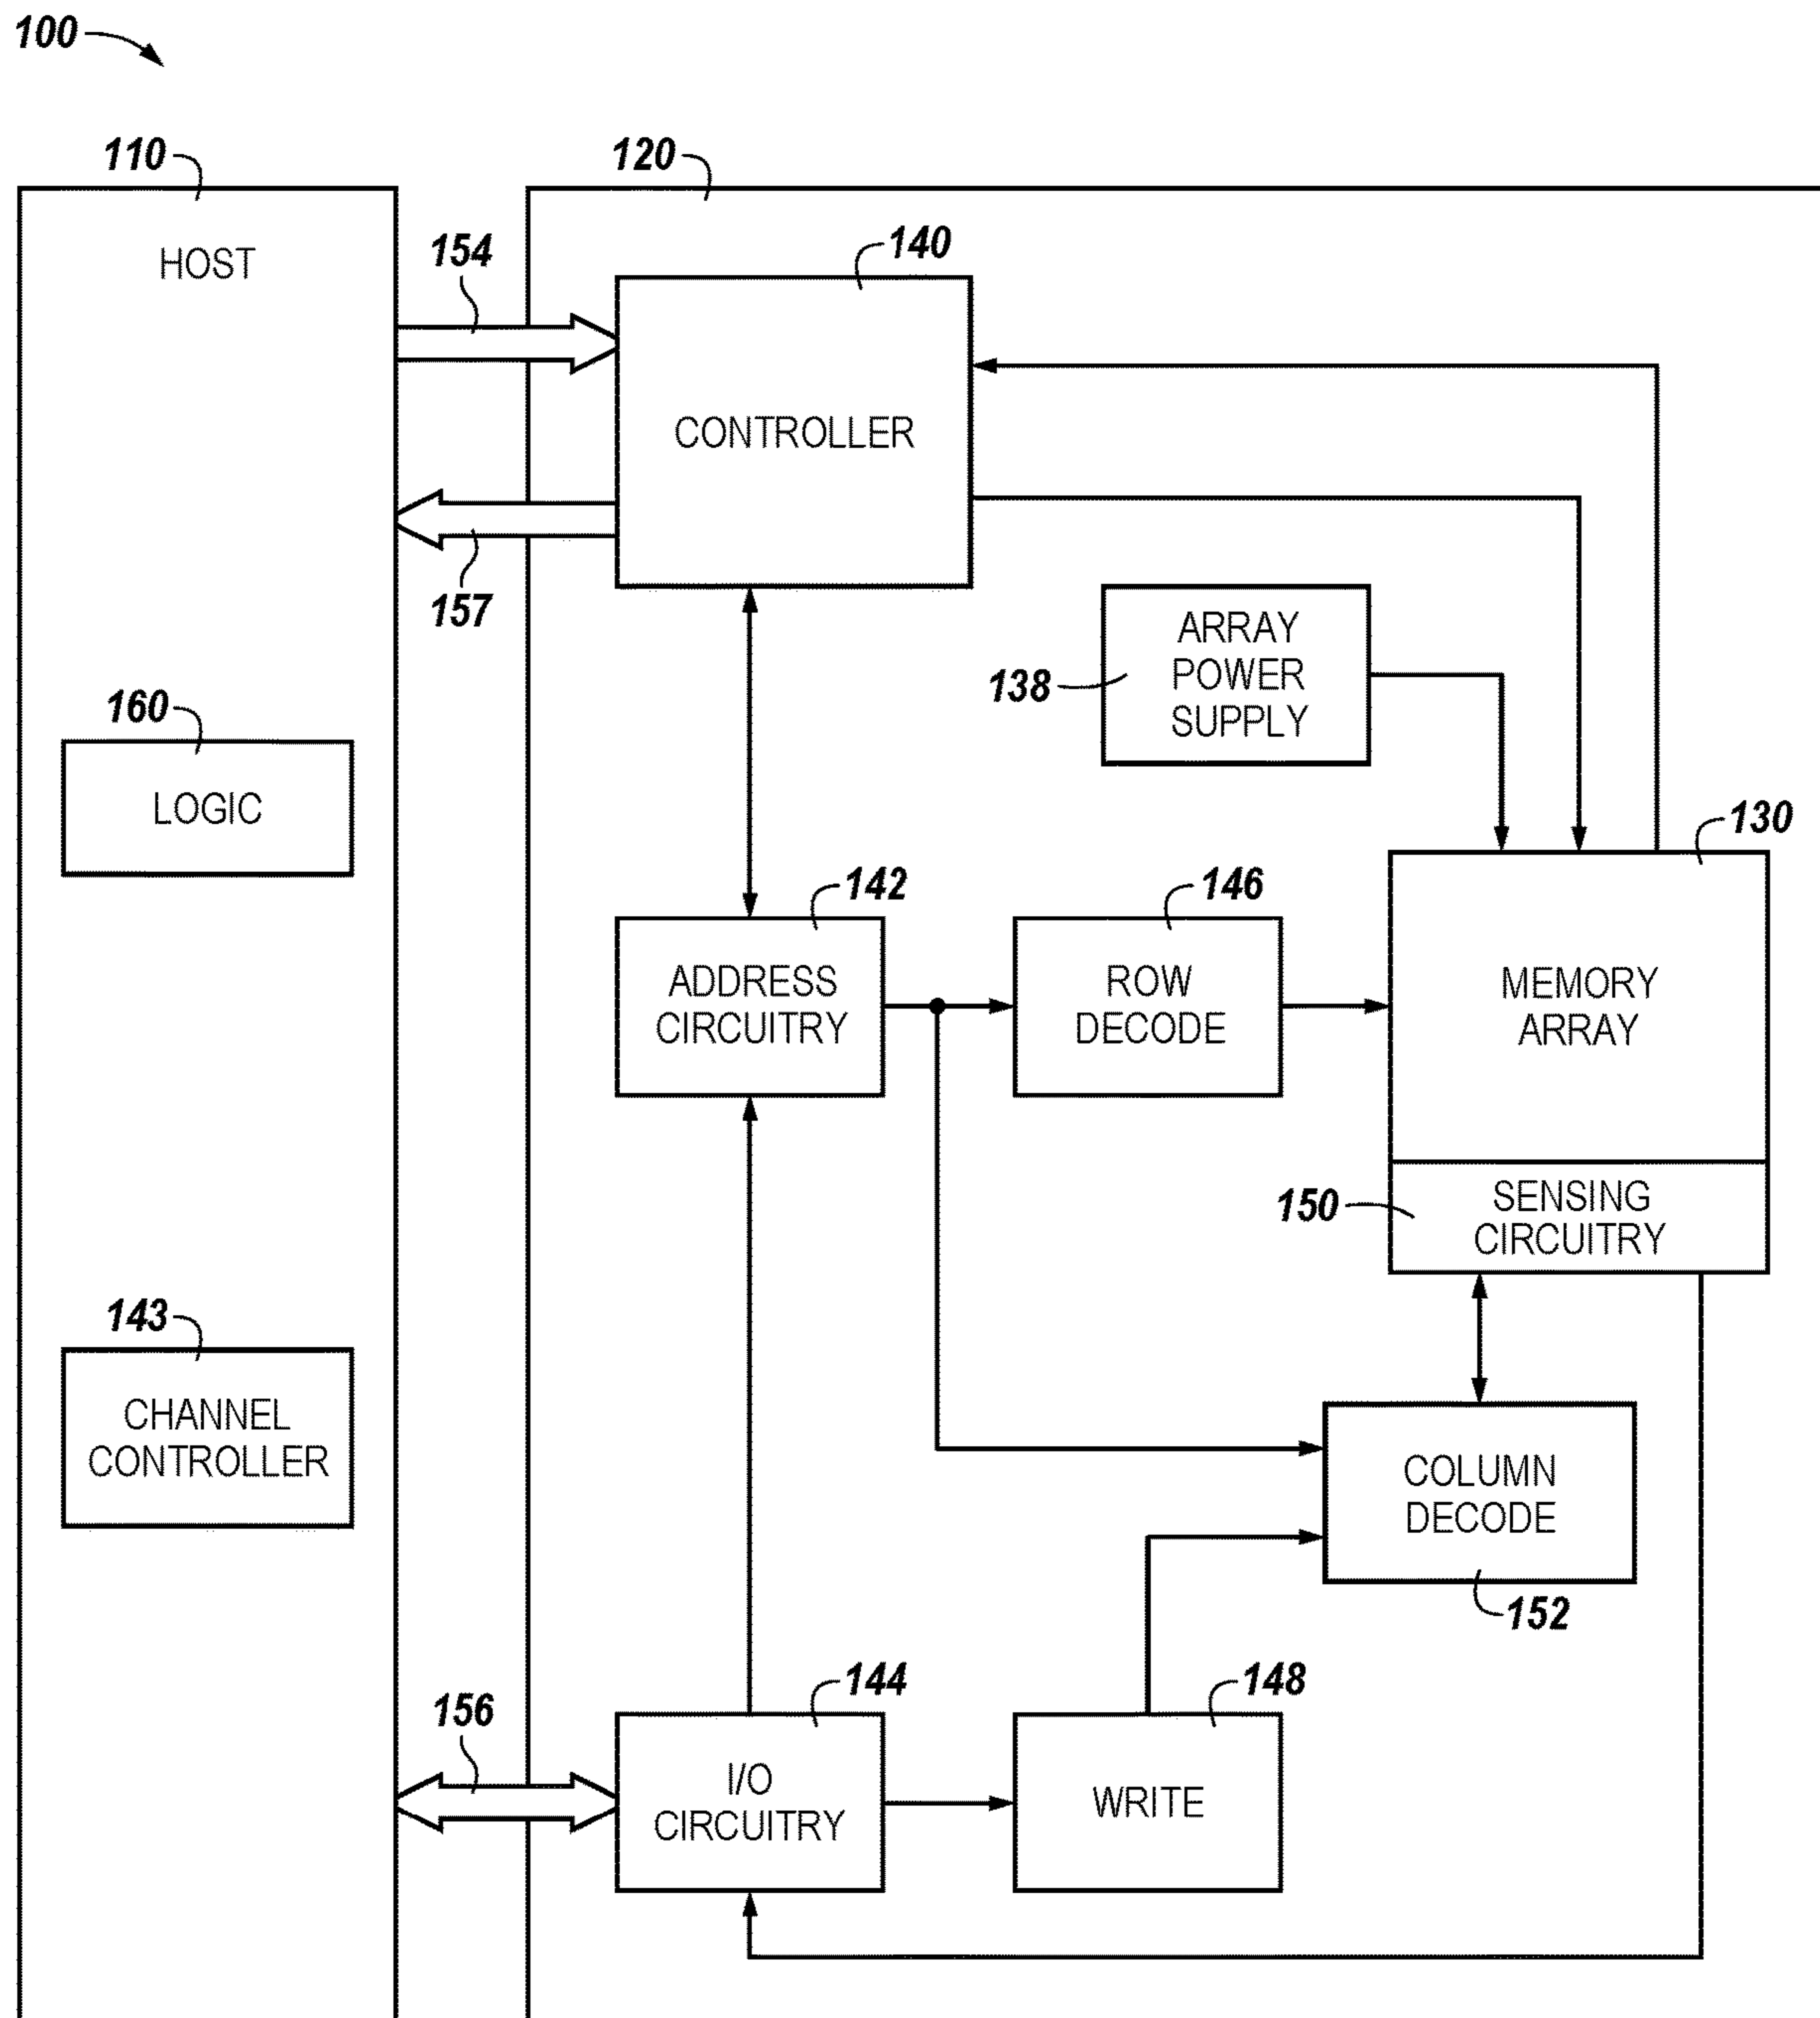 100
110
120
HOST
154
140
CONTROLLER
157
ARRAY
POWER
SUPPLY
138
160
LOGIC
130
142
146
ADDRESS
CIRCUITRY
ROW
DECODE
MEMORY
ARRAY
150
SENSING
CIRCUITRY
143
CHANNEL
CONTROLLER
COLUMN
DECODE
152
156
144
148
I/O
CIRCUITRY
WRITE